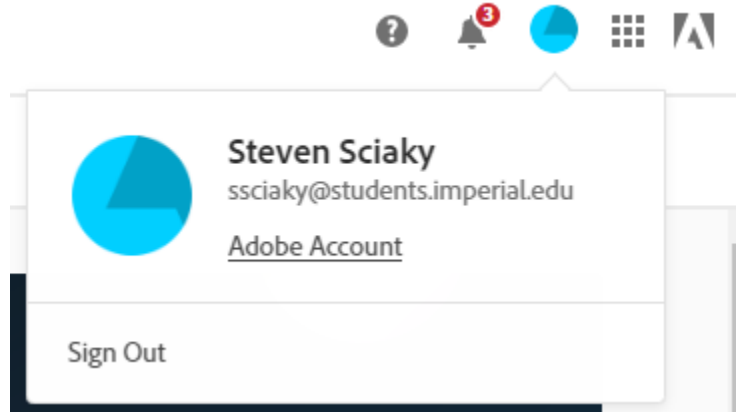 3
Steven Sciaky
ssciaky@students.imperial.edu
Adobe Account
Sign Out